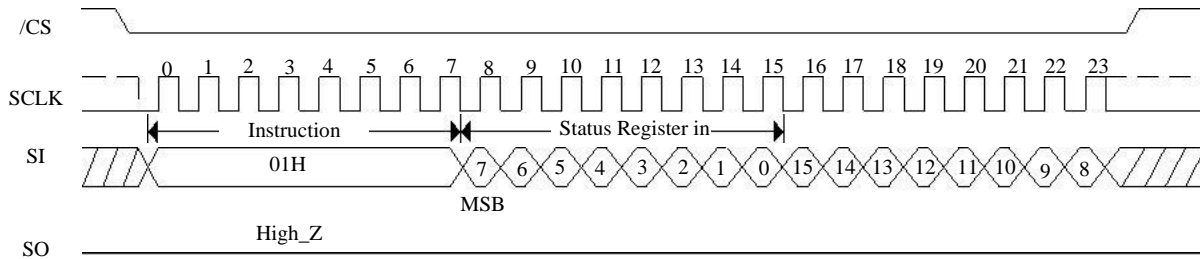 /CS
0 1 2 3 4 5 6 7 8 9 10 11 12 13 14 15 16 17 18 19 20 21 22 23
SCLK
Instruction Status Register in
SI 01H 7 6 5 4 3 2 1 0 15 14 13 12 11 10 9 8
MSB
High_Z
SO